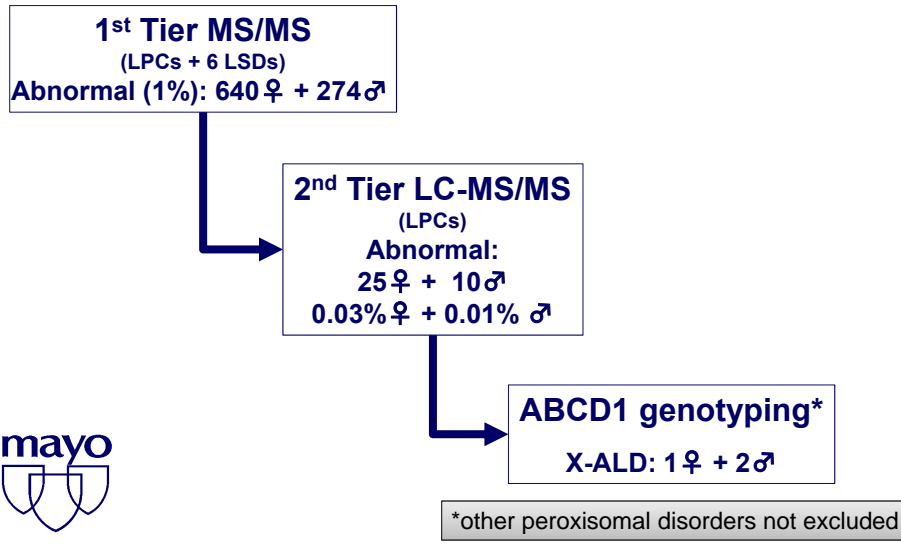 1st Tier MS/MS
(LPCs + 6 LSDs)
Abnormal (1%): 640♀ + 274♂
2nd Tier LC-MS/MS
(LPCs)
Abnormal:
25♀ + 10♂
0.03%♀ + 0.01% ♂
ABCD1 genotyping*
X-ALD: 1♀ + 2♂
mayo
*other peroxisomal disorders not excluded